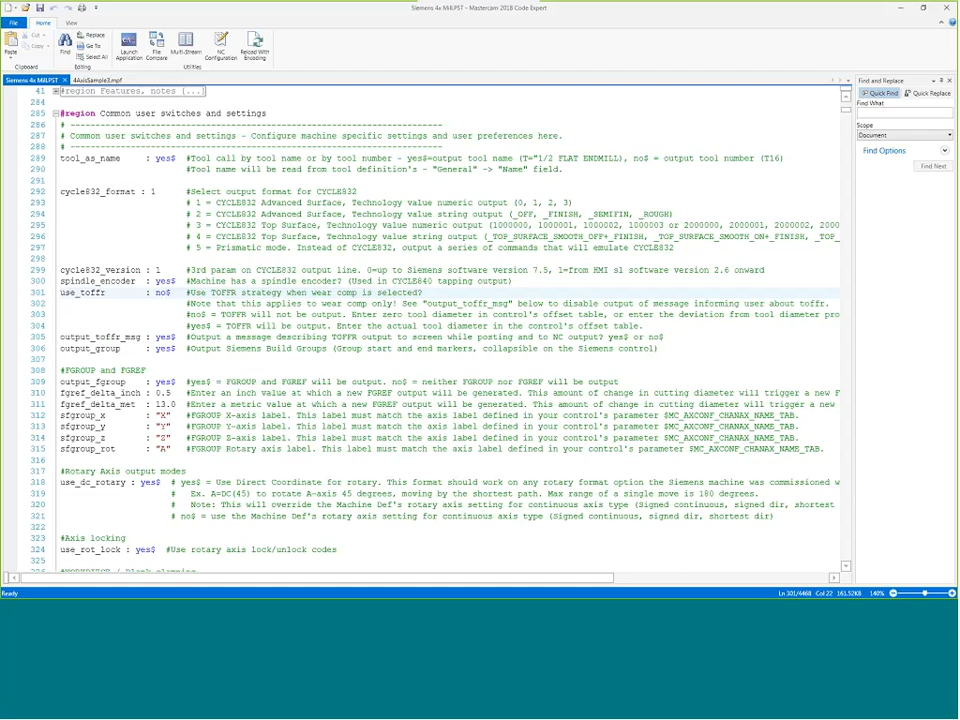 Siemens 4x Mill.PST - Mastercam 2018 Code Expert
File Home View
Paste
Cut
Copy
Clipboard
Find
Replace
Go To
Select All
Editing
Launch Application
File Compare
Multi-Stream
NC Configuration
Reload With Encoding
Utilities
Siemens 4x Mill.PST 4AxisSample3.mpf
41 #region Features, notes [...]
284
285 #region Common user switches and settings
286 # --------------------------------------------------------------------------
287 # Common user switches and settings - Configure machine specific settings and user preferences here.
288 # --------------------------------------------------------------------------
289 tool_as_name : yes$ #Tool call by tool name or by tool number - yes$=output tool name (T="1/2 FLAT ENDMILL), no$ = output tool number (T16)
290 #Tool name will be read from tool definition's - "General" -> "Name" field.
291
292 cycle832_format : 1 #Select output format for CYCLE832
293 # 1 = CYCLE832 Advanced Surface, Technology value numeric output (0, 1, 2, 3)
294 # 2 = CYCLE832 Advanced Surface, Technology value string output (_OFF, _FINISH, _SEMIFIN, _ROUGH)
295 # 3 = CYCLE832 Top Surface, Technology value numeric output (1000000, 1000001, 1000002, 1000003 or 2000000, 2000001, 2000002, 2000
296 # 4 = CYCLE832 Top Surface, Technology value string output (_TOP_SURFACE_SMOOTH_OFF+_FINISH, _TOP_SURFACE_SMOOTH_ON+_FINISH, _TOP_
297 # 5 = Prismatic mode. Instead of CYCLE832, output a series of commands that will emulate CYCLE832
298
299 cycle832_version : 1 #3rd param on CYCLE832 output line. 0=up to Siemens software version 7.5, 1=from HMI sl software version 2.6 onward
300 spindle_encoder : yes$ #Machine has a spindle encoder? (Used in CYCLE840 tapping output)
301 use_toffr : no$ #Use TOFFR strategy when wear comp is selected?
302 #Note that this applies to wear comp only! See "output_toffr_msg" below to disable output of message informing user about toffr.
303 #no$ = TOFFR will not be output. Enter zero tool diameter in control's offset table, or enter the deviation from tool diameter pro
304 #yes$ = TOFFR will be output. Enter the actual tool diameter in the control's offset table.
305 output_toffr_msg : yes$ #Output a message describing TOFFR output to screen while posting and to NC output? yes$ or no$
306 output_group : yes$ #Output Siemens Build Groups (Group start and end markers, collapsible on the Siemens control)
307
308 #FGROUP and FGREF
309 output_fgroup : yes$ #yes$ = FGROUP and FGREF will be output. no$ = neither FGROUP nor FGREF will be output
310 fgref_delta_inch : 0.5 #Enter an inch value at which a new FGREF output will be generated. This amount of change in cutting diameter will trigger a new F
311 fgref_delta_met : 13.0 #Enter a metric value at which a new FGREF output will be generated. This amount of change in cutting diameter will trigger a new
312 sfgroup_x : "X" #FGROUP X-axis label. This label must match the axis label defined in your control's parameter $MC_AXCONF_CHANAX_NAME_TAB.
313 sfgroup_y : "Y" #FGROUP Y-axis label. This label must match the axis label defined in your control's parameter $MC_AXCONF_CHANAX_NAME_TAB.
314 sfgroup_z : "Z" #FGROUP Z-axis label. This label must match the axis label defined in your control's parameter $MC_AXCONF_CHANAX_NAME_TAB.
315 sfgroup_rot : "A" #FGROUP Rotary axis label. This label must match the axis label defined in your control's parameter $MC_AXCONF_CHANAX_NAME_TAB.
316
317 #Rotary Axis output modes
318 use_dc_rotary : yes$ # yes$ = Use Direct Coordinate for rotary. This format should work on any rotary format option the Siemens machine was commissioned w
319 # Ex. A=DC(45) to rotate A-axis 45 degrees, moving by the shortest path. Max range of a single move is 180 degrees.
320 # Note: This will override the Machine Def's rotary axis setting for continuous axis type (Signed continuous, signed dir, shortest
321 # no$ = use the Machine Def's rotary axis setting for continuous axis type (Signed continuous, signed dir, shortest dir)
322
323 #Axis locking
324 use_rot_lock : yes$ #Use rotary axis lock/unlock codes
325
Find and Replace
Quick Find Quick Replace
Find What
Scope
Document
Find Options
Find Next
Ready
Ln 301/4468 Col 22 161.52KB 140%